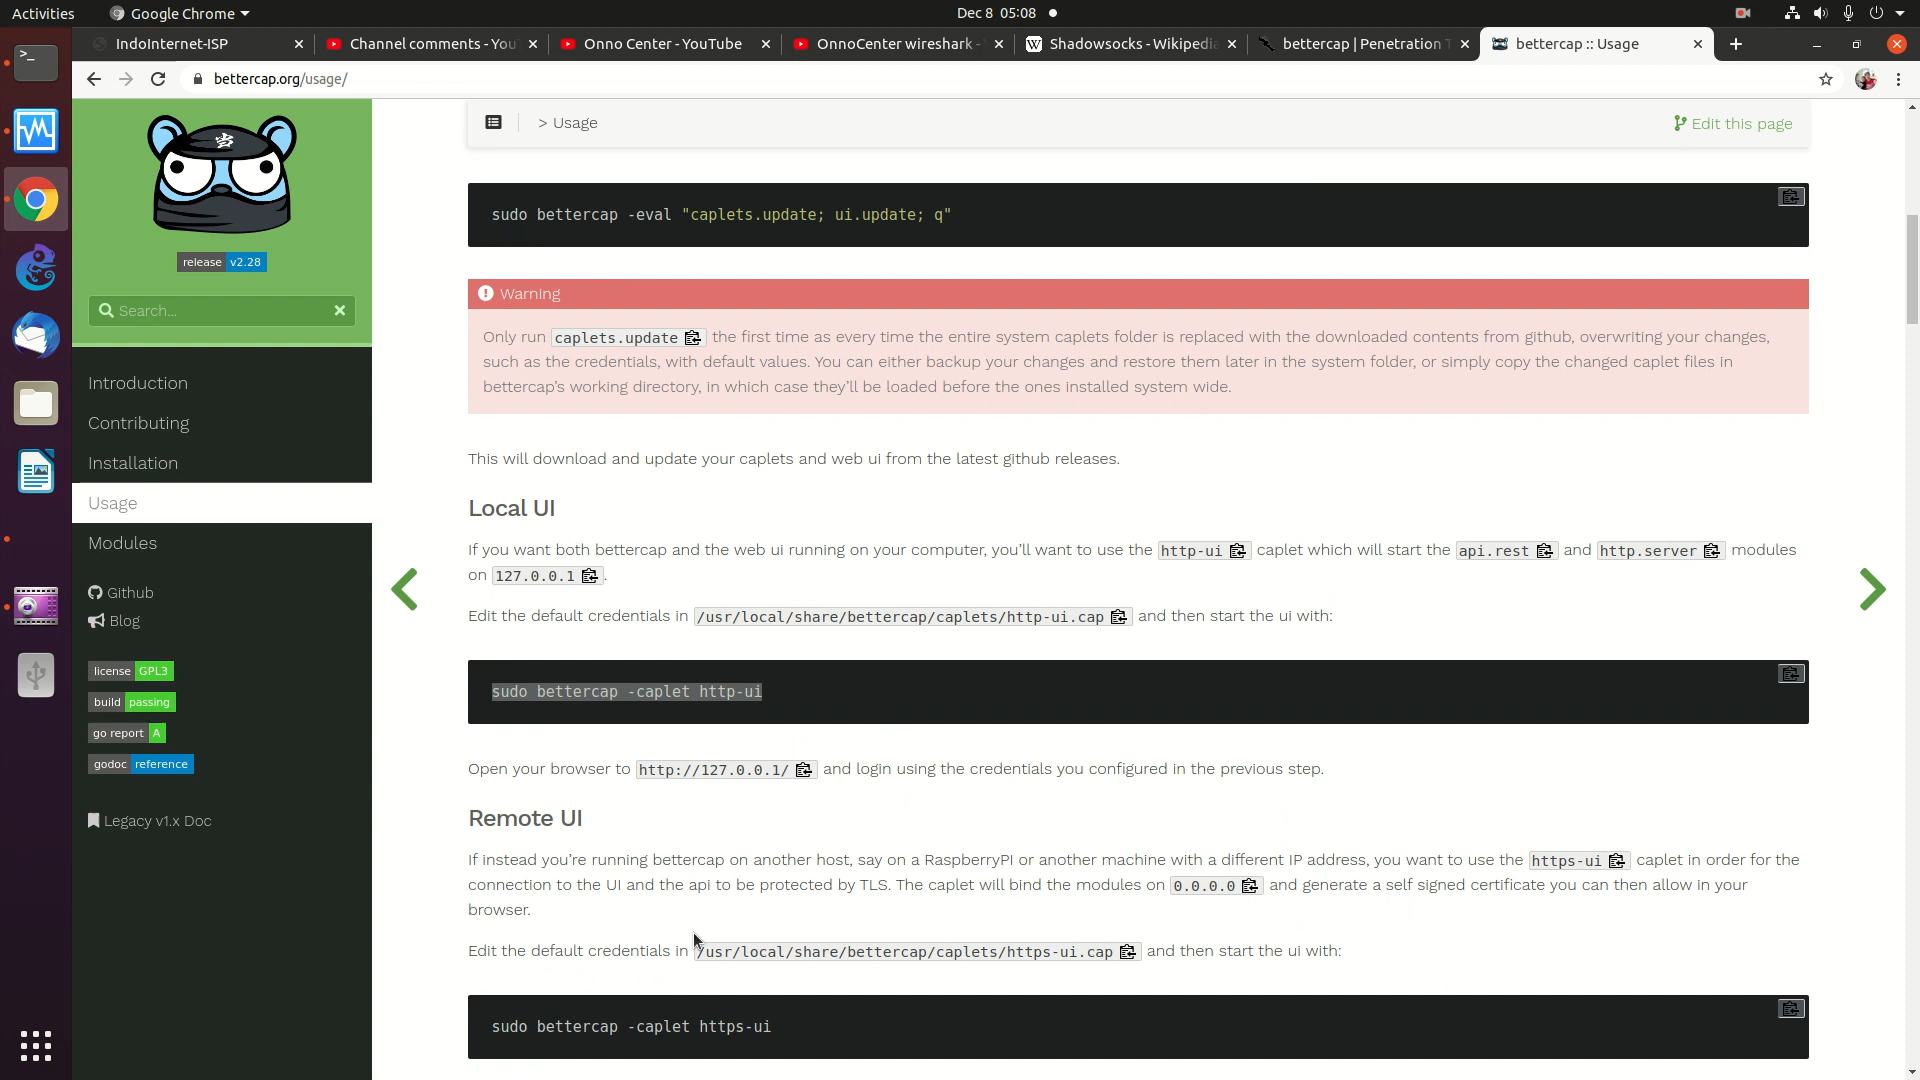 Activities
Google Chrome
Dec 8 05:08
IndoInternet-ISP
Channel comments - You
Onno Center - YouTube
OnnoCenter wireshark -
Shadowsocks - Wikipedia
bettercap | Penetration T
bettercap :: Usage
bettercap.org/usage/
release v2.28
Search...
Introduction
Contributing
Installation
Usage
Modules
Github
Blog
license GPL3
build passing
go report A
godoc reference
Legacy v1.x Doc
> Usage
Edit this page
sudo bettercap -eval "caplets.update; ui.update; q"
Warning
Only run caplets.update the first time as every time the entire system caplets folder is replaced with the downloaded contents from github, overwriting your changes,
such as the credentials, with default values. You can either backup your changes and restore them later in the system folder, or simply copy the changed caplet files in
bettercap's working directory, in which case they'll be loaded before the ones installed system wide.
This will download and update your caplets and web ui from the latest github releases.
Local UI
If you want both bettercap and the web ui running on your computer, you'll want to use the http-ui caplet which will start the api.rest and http.server modules
on 127.0.0.1 .
Edit the default credentials in /usr/local/share/bettercap/caplets/http-ui.cap and then start the ui with:
sudo bettercap -caplet http-ui
Open your browser to http://127.0.0.1/ and login using the credentials you configured in the previous step.
Remote UI
If instead you're running bettercap on another host, say on a RaspberryPI or another machine with a different IP address, you want to use the https-ui caplet in order for the
connection to the UI and the api to be protected by TLS. The caplet will bind the modules on 0.0.0.0 and generate a self signed certificate you can then allow in your
browser.
Edit the default credentials in /usr/local/share/bettercap/caplets/https-ui.cap and then start the ui with:
sudo bettercap -caplet https-ui